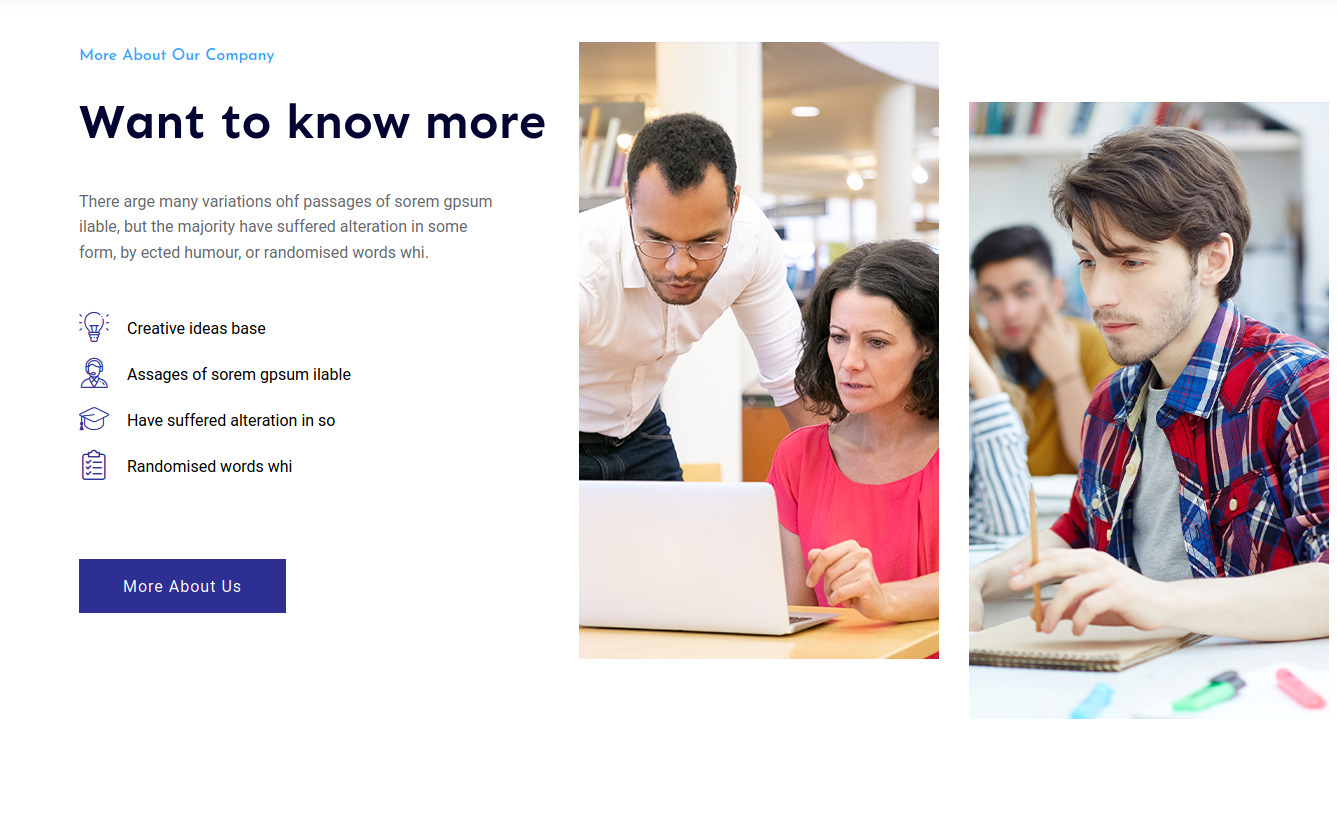 More About Our Company
Want to know more
There arge many variations ohf passages of sorem gpsum
ilable, but the majority have suffered alteration in some
form, by ected humour, or randomised words whi.
Creative ideas base
Assages of sorem gpsum ilable
Have suffered alteration in so
Randomised words whi
More About Us